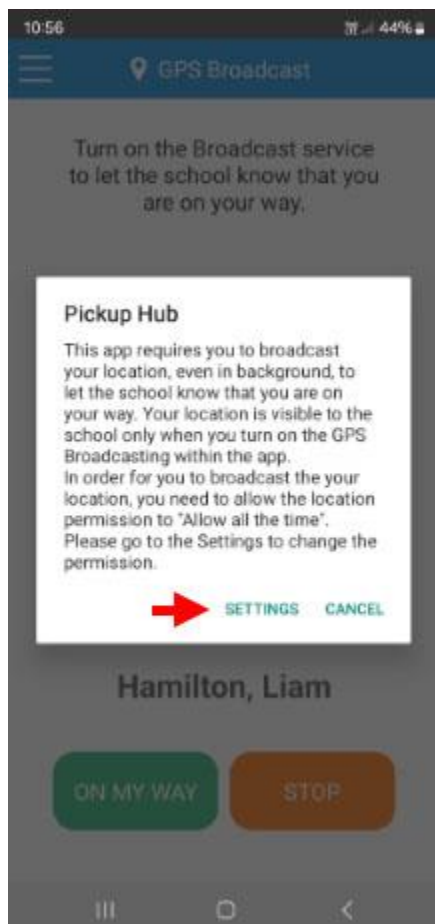 10:56
44%
GPS Broadcast
Turn on the Broadcast service
to let the school know that you
are on your way.
Pickup Hub
This app requires you to broadcast
your location, even in background, to
let the school know that you are on
your way. Your location is visible to the
school only when you turn on the GPS
Broadcasting within the app.
In order for you to broadcast the your
location, you need to allow the location
permission to "Allow all the time".
Please go to the Settings to change the
permission.
SETTINGS CANCEL
Hamilton, Liam
ON MY WAY STOP